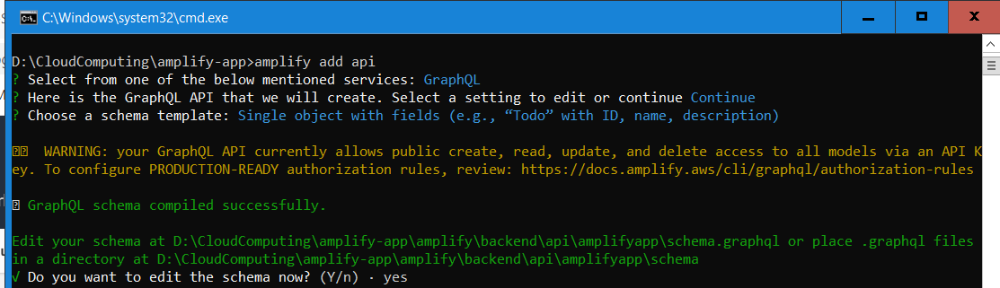 C:\Windows\system32\cmd.exe
D:\CloudComputing\amplify-app>amplify add api
? Select from one of the below mentioned services: GraphQL
? Here is the GraphQL API that we will create. Select a setting to edit or continue Continue
? Choose a schema template: Single object with fields (e.g., “Todo” with ID, name, description)
WARNING: your GraphQL API currently allows public create, read, update, and delete access to all models via an API K
ey. To configure PRODUCTION-READY authorization rules, review: https://docs.amplify.aws/cli/graphql/authorization-rules
GraphQL schema compiled successfully.
Edit your schema at D:\CloudComputing\amplify-app\amplify\backend\api\amplifyapp\schema.graphql or place .graphql files
in a directory at D:\CloudComputing\amplify-app\amplify\backend\api\amplifyapp\schema
√ Do you want to edit the schema now? (Y/n) · yes